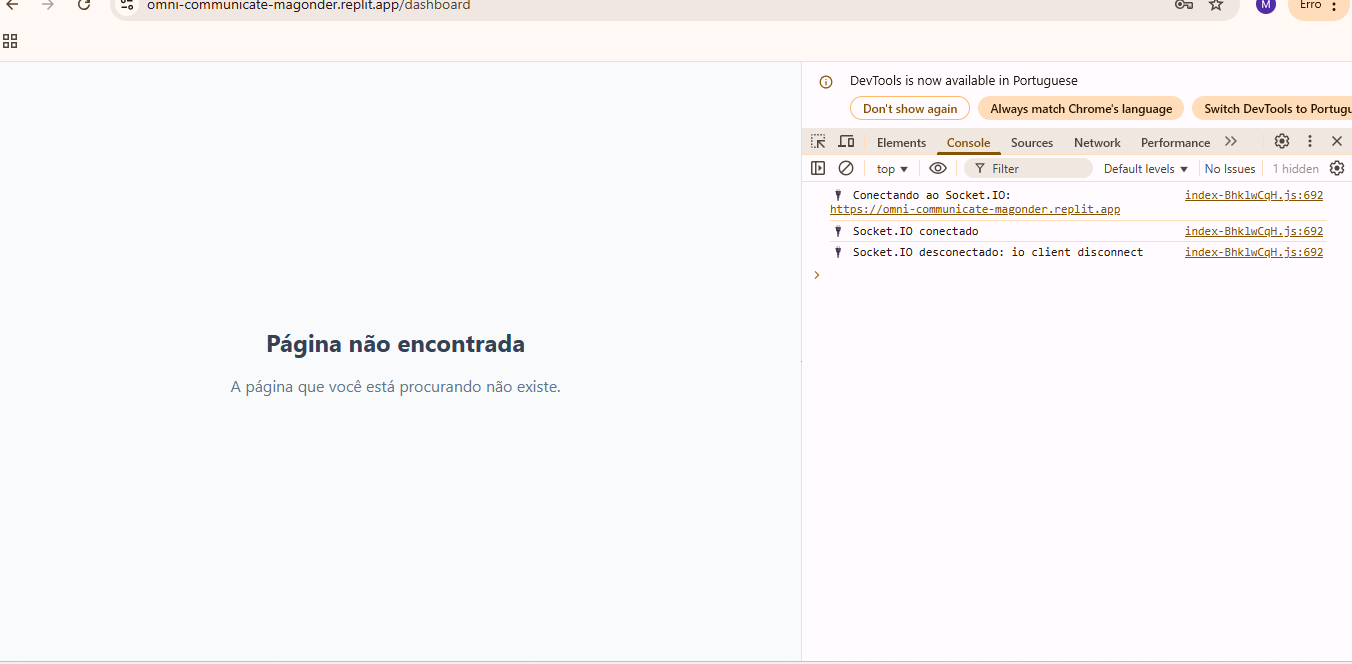 omni-communicate-magonder.replit.app/dashboard
M
Erro
DevTools is now available in Portuguese
Don't show again
Always match Chrome's language
Switch DevTools to Portugu
Elements
Console
Sources
Network
Performance
top
Filter
Default levels
No Issues
1 hidden
Conectando ao Socket.IO: index-BhklwCqH.js:692
https://omni-communicate-magonder.replit.app
Socket.IO conectado index-BhklwCqH.js:692
Socket.IO desconectado: io client disconnect index-BhklwCqH.js:692
Página não encontrada
A página que você está procurando não existe.